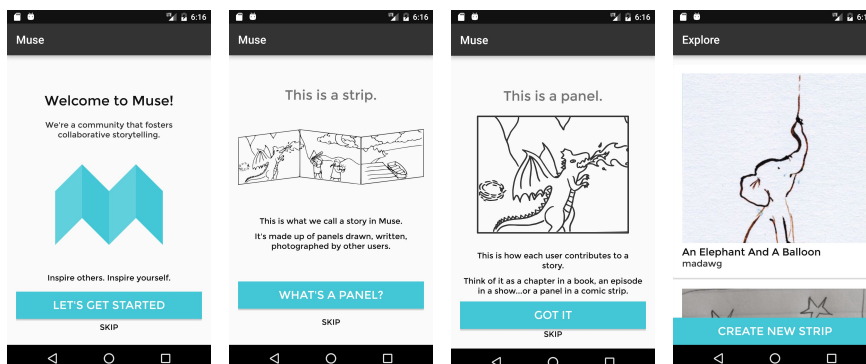 6:16
Muse
Welcome to Muse!
We're a community that fosters
collaborative storytelling.
Inspire others. Inspire yourself.
LET'S GET STARTED
SKIP
6:16
Muse
This is a strip.
This is what we call a story in Muse.
It's made up of panels drawn, written,
photographed by other users.
WHAT'S A PANEL?
SKIP
6:16
Muse
This is a panel.
This is how each user contributes to a
story.
Think of it as a chapter in a book, an episode
in a show...or a panel in a comic strip.
GOT IT
SKIP
Explore
An Elephant And A Balloon
madawg
CREATE NEW STRIP